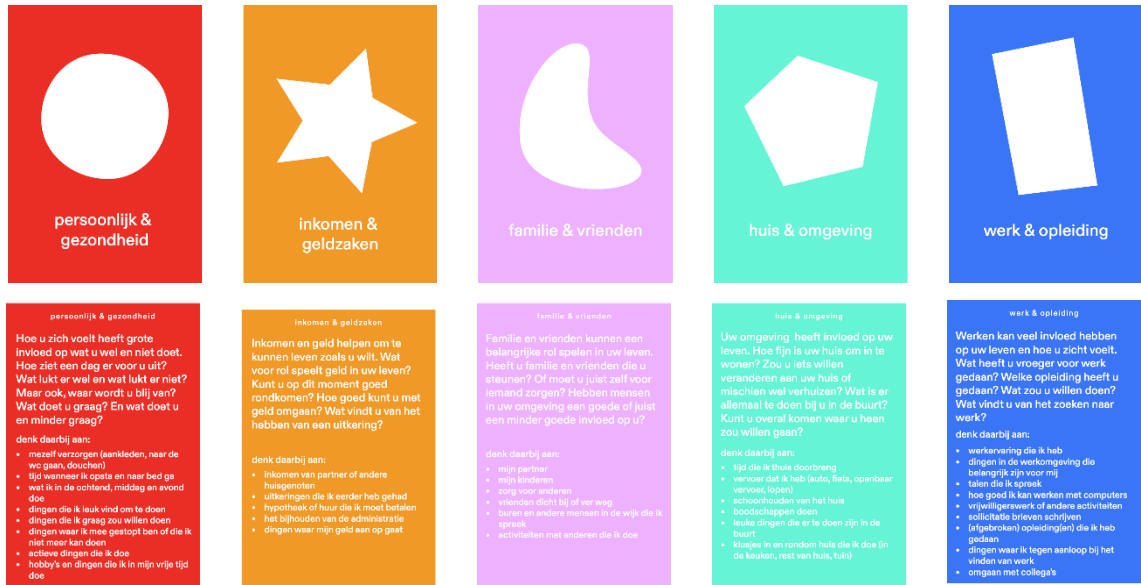 persoonlijk &
gezondheid
inkomen &
geldzaken
familie & vrienden
huis & omgeving
werk & opleiding
persoonlijk & gezondheid
Hoe u zich voelt heeft grote
invloed op wat u wel en niet doet.
Hoe ziet een dag er voor u uit?
Wat lukt er wel en wat lukt er niet?
Maar ook, waar wordt u blij van?
Wat doet u graag? En wat doet u
en minder graag?
denk daarbij aan:
• mezelf verzorgen (aankleden, naar de
wc gaan, douchen)
• tijd wanneer ik opsta en naar bed ga
• wat ik in de ochtend, middag en avond
doe
• dingen die ik leuk vind om te doen
• dingen die ik graag zou willen doen
• dingen waar ik mee gestopt ben of die ik
niet meer kan doen
• actieve dingen die ik doe
• hobby's en dingen die ik in mijn vrije tijd
doe
inkomen & geldzaken
Inkomen en geld helpen om te
kunnen leven zoals u wilt. Wat
voor rol speelt geld in uw leven?
Kunt u op dit moment goed
rondkomen? Hoe goed kunt u met
geld omgaan? Wat vindt u van het
hebben van een uitkering?
denk daarbij aan:
• inkomen van partner of andere
huisgenoten
• uitkeringen die ik eerder heb gehad
• hypotheek of huur die ik moet betalen
• het bijhouden van de administratie
• dingen waar mijn geld aan op gaat
familie & vrienden
Familie en vrienden kunnen een
belangrijke rol spelen in uw leven.
Heeft u familie en vrienden die u
steunen? Of moet u juist zelf voor
iemand zorgen? Hebben mensen
in uw omgeving een goede of juist
een minder goede invloed op u?
denk daarbij aan:
• mijn partner
• mijn kinderen
• zorg voor anderen
• vrienden dicht bij of ver weg
• buren en andere mensen in de wijk die ik
spreek
• activiteiten met anderen die ik doe
huis & omgeving
Uw omgeving heeft invloed op uw
leven. Hoe fijn is uw huis om in te
wonen? Zou u iets willen
veranderen aan uw huis of
mischien wel verhuizen? Wat is er
allemaal te doen bij u in de buurt?
Kunt u overal komen waar u heen
zou willen gaan?
denk daarbij aan:
• tijd die ik thuis doorbreng
• vervoer dat ik heb (auto, fiets, openbaar
vervoer, lopen)
• schoonhouden van het huis
• boodschappen doen
• leuke dingen die er te doen zijn in de
buurt
• klusjes in en rondom huis die ik doe (in
de keuken, rest van huis, tuin)
werk & opleiding
Werken kan veel invloed hebben
op uw leven en hoe u zicht voelt.
Wat heeft u vroeger voor werk
gedaan? Welke opleiding heeft u
gedaan? Wat zou u willen doen?
Wat vindt u van het zoeken naar
werk?
denk daarbij aan:
• werkervaring die ik heb
• dingen in de werkomgeving die
belangrijk zijn voor mij
• talen die ik spreek
• hoe goed ik kan werken met computers
• vrijwilligerswerk of andere activiteiten
• sollicitatie brieven schrijven
• (afgebroken) opleiding(en) die ik heb
gedaan
• dingen waar ik tegen aanloop bij het
vinden van werk
• omgaan met collega's